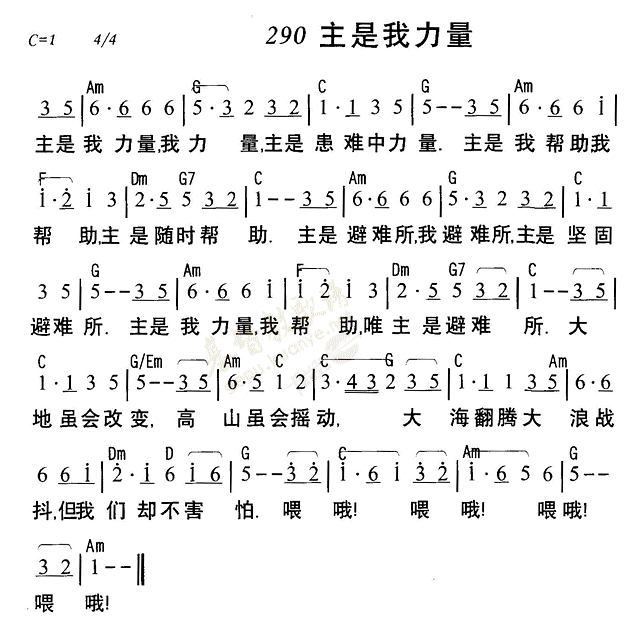 C=1 4/4 290 主是我力量
Am G C G Am
3 5 | 6·6 6 6 | 5·3 2 3 2 | 1·1 3 5 | 5--3 5 | 6·6 6 i |
主是我力量,我力 量,主是患难中力量. 主是我帮助,我
F Dm G7 C Am G C
i·2 i 3 | 2·5 5 3 2 | 1--3 5 | 6·6 6 6 | 5·3 2 3 2 | 1·1
帮 助,主是随时帮 助. 主是避难所,我避难所,主是坚固
G Am F Dm G7 C
3 5 | 5--3 5 | 6·6 6 i | i·2 i 3 | 2·5 5 3 2 | 1--3 5 |
避难所. 主是我力量,我帮 助,唯主是避难 所. 大
C G/Em Am C C G C Am
1·1 3 5 | 5--3 5 | 6·5 1 2 | 3·4 3 2 3 5 | 1·1 3 5 | 6·6
地虽会改变, 高 山虽会摇动, 大 海翻腾大 浪战
Dm D G C Am G
6 6 i | 2·i 6 i 6 | 5--3 2 | 1·6 i 3 2 | 1·6 5 6 | 5--
抖,但我们却不害 怕. 喂 哦! 喂 哦! 喂哦!
Am
3 2 | 1--
喂 哦!